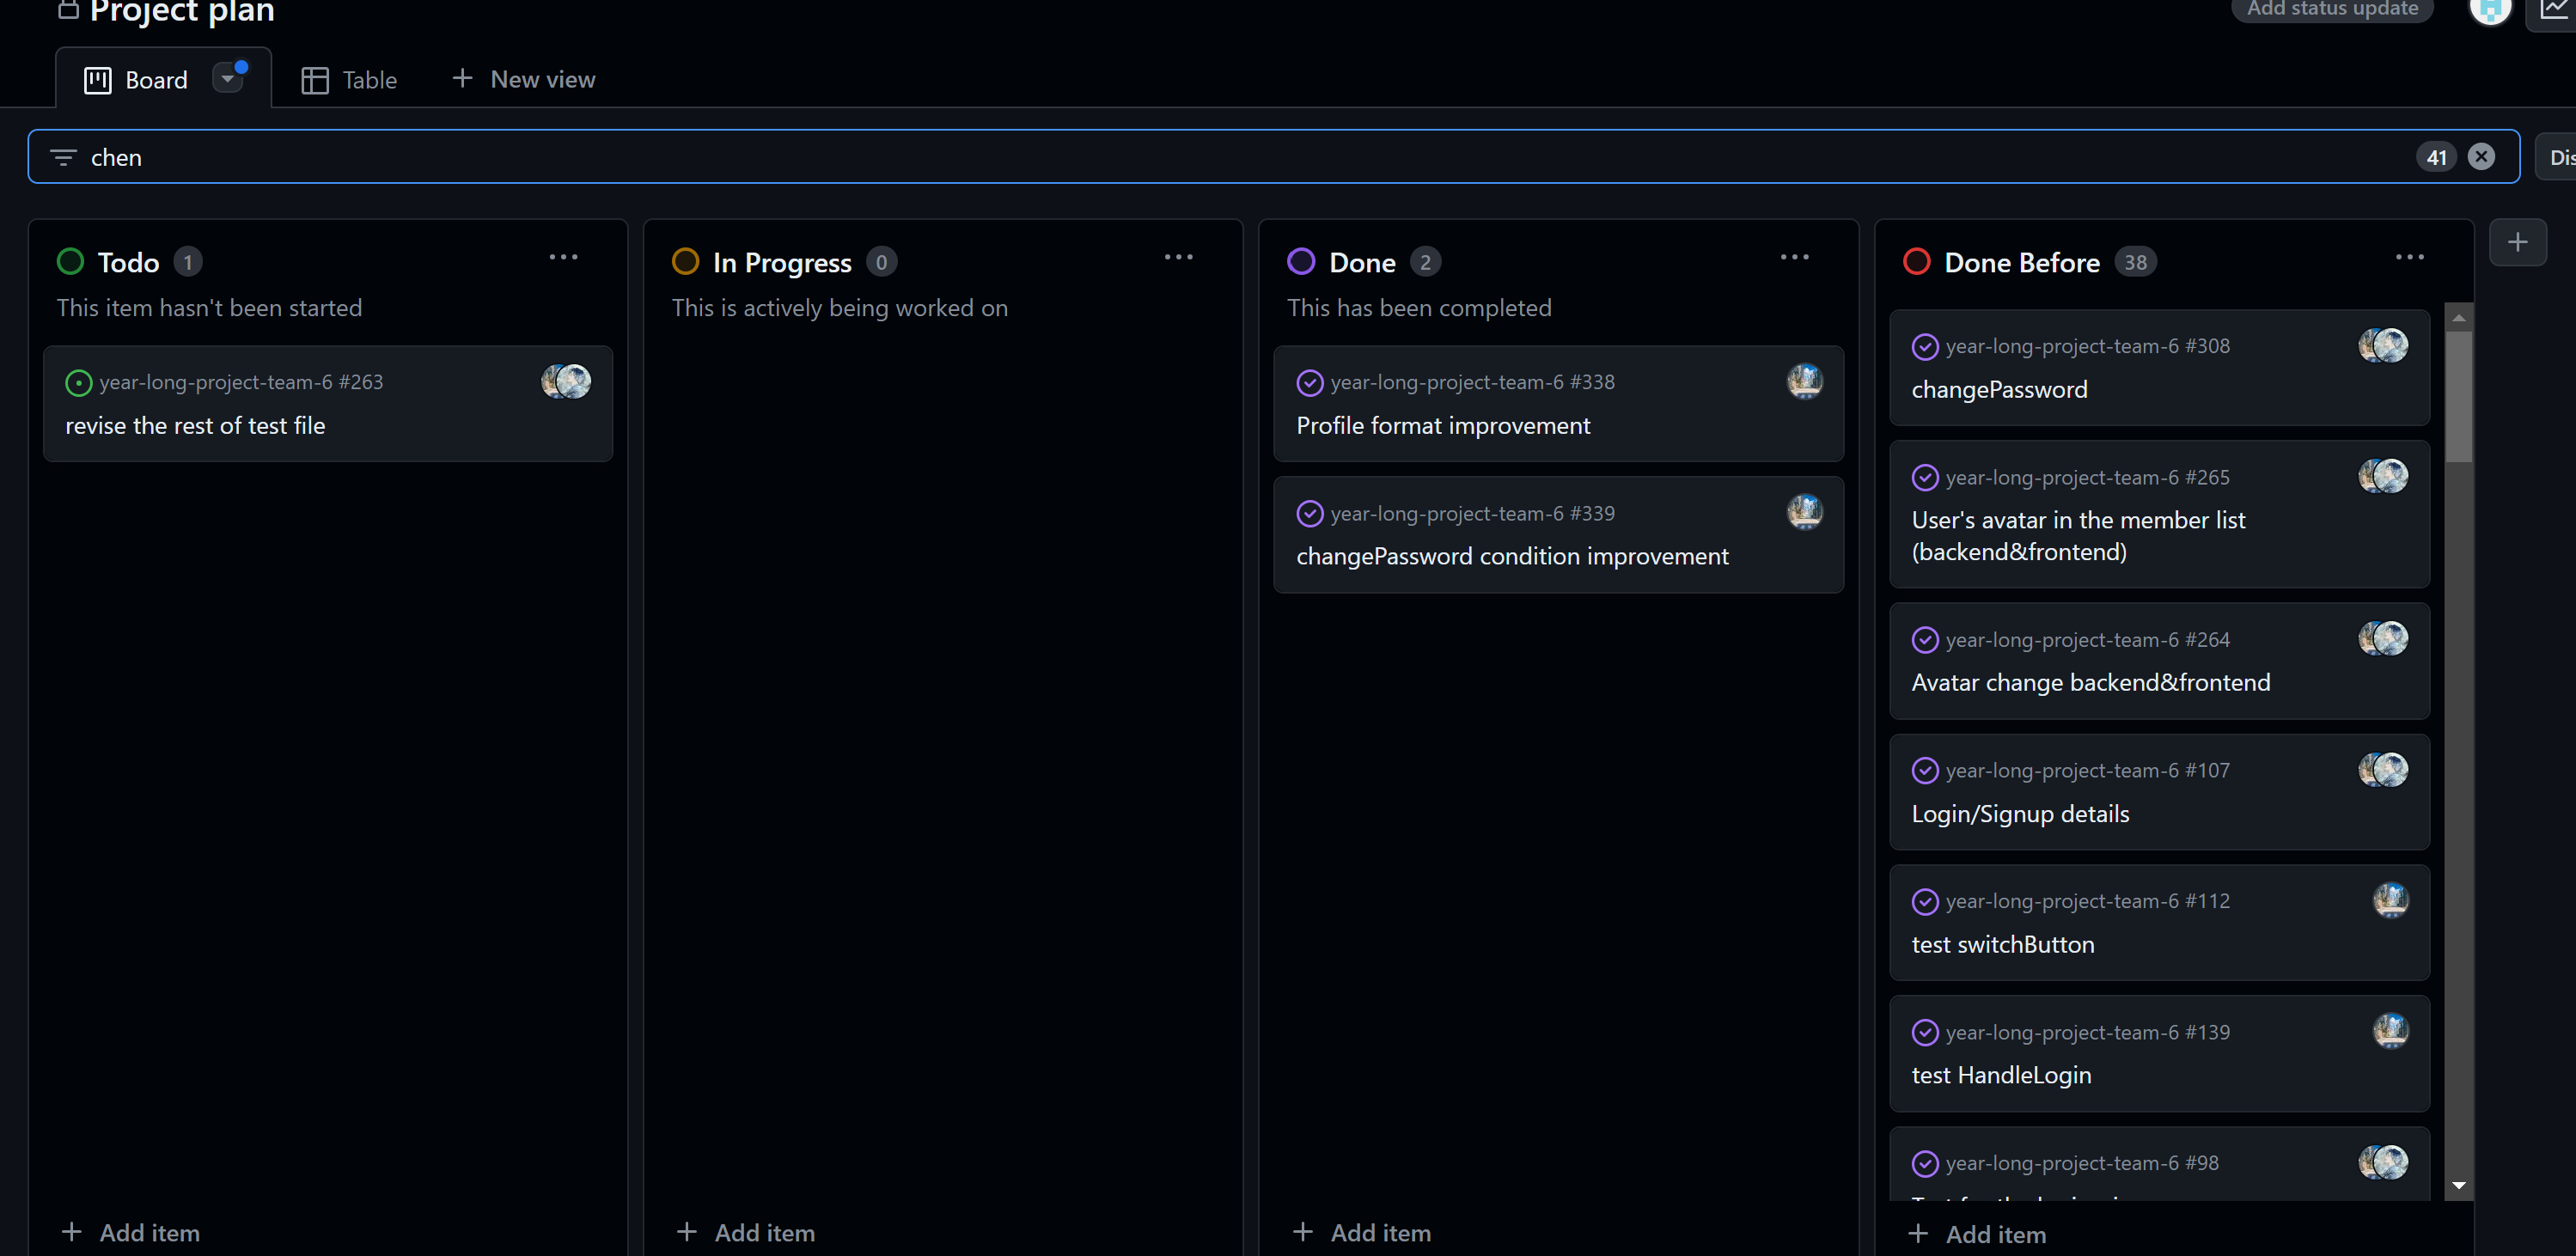 Project plan
Add status update
Board
Table
New view
chen
41
Todo 1
This item hasn't been started
year-long-project-team-6 #263
revise the rest of test file
Add item
In Progress 0
This is actively being worked on
Add item
Done 2
This has been completed
year-long-project-team-6 #338
Profile format improvement
year-long-project-team-6 #339
changePassword condition improvement
Add item
Done Before 38
year-long-project-team-6 #308
changePassword
year-long-project-team-6 #265
User's avatar in the member list
(backend&frontend)
year-long-project-team-6 #264
Avatar change backend&frontend
year-long-project-team-6 #107
Login/Signup details
year-long-project-team-6 #112
test switchButton
year-long-project-team-6 #139
test HandleLogin
year-long-project-team-6 #98
Add item